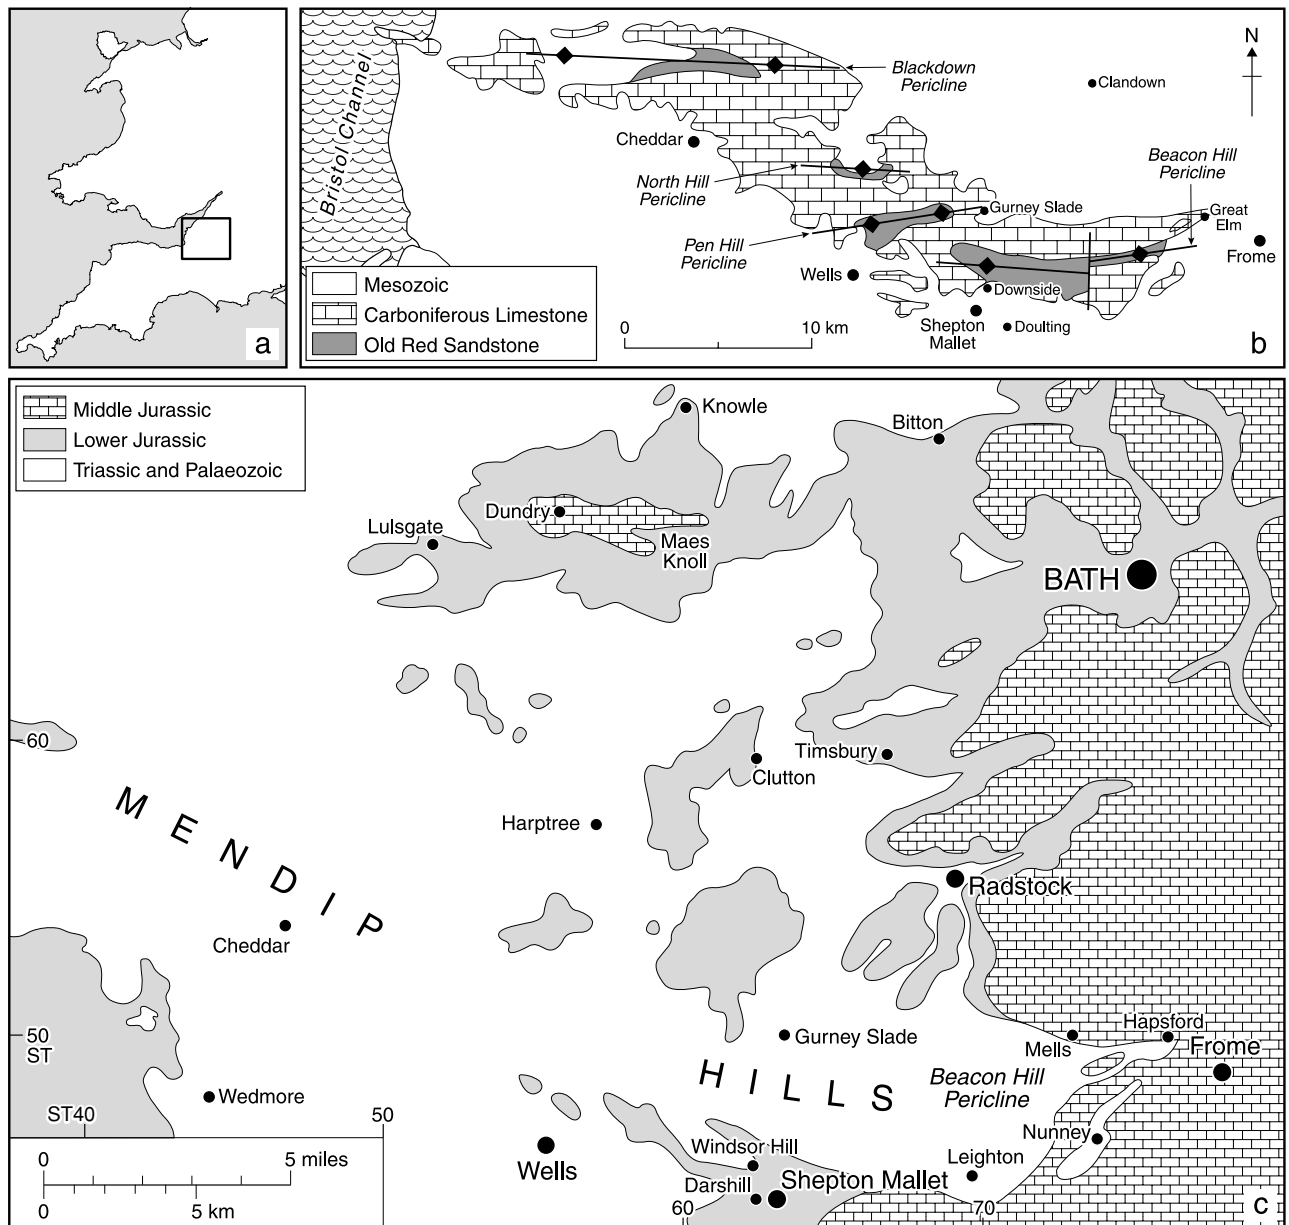 a
Bristol Channel
N
Blackdown
Pericline
Clandown
Cheddar
Beacon Hill
Pericline
North Hill
Pericline
Gurney Slade
Great
Elm
Pen Hill
Pericline
Frome
Wells
Downside
Shepton
Mallet
Doulting
Mesozoic
Carboniferous Limestone
Old Red Sandstone
0
10 km
b
Middle Jurassic
Lower Jurassic
Triassic and Palaeozoic
Knowle
Bitton
Dundry
Lulsgate
Maes
Knoll
BATH
60
Timsbury
Clutton
MENDIP
Harptree
Radstock
Cheddar
50
ST
Gurney Slade
Hapsford
Mells
Frome
HILLS
Beacon Hill
Pericline
Wedmore
ST40
50
Nunney
Windsor Hill
Wells
Leighton
Darshill
Shepton Mallet
0
5 miles
5 km
60
70
c